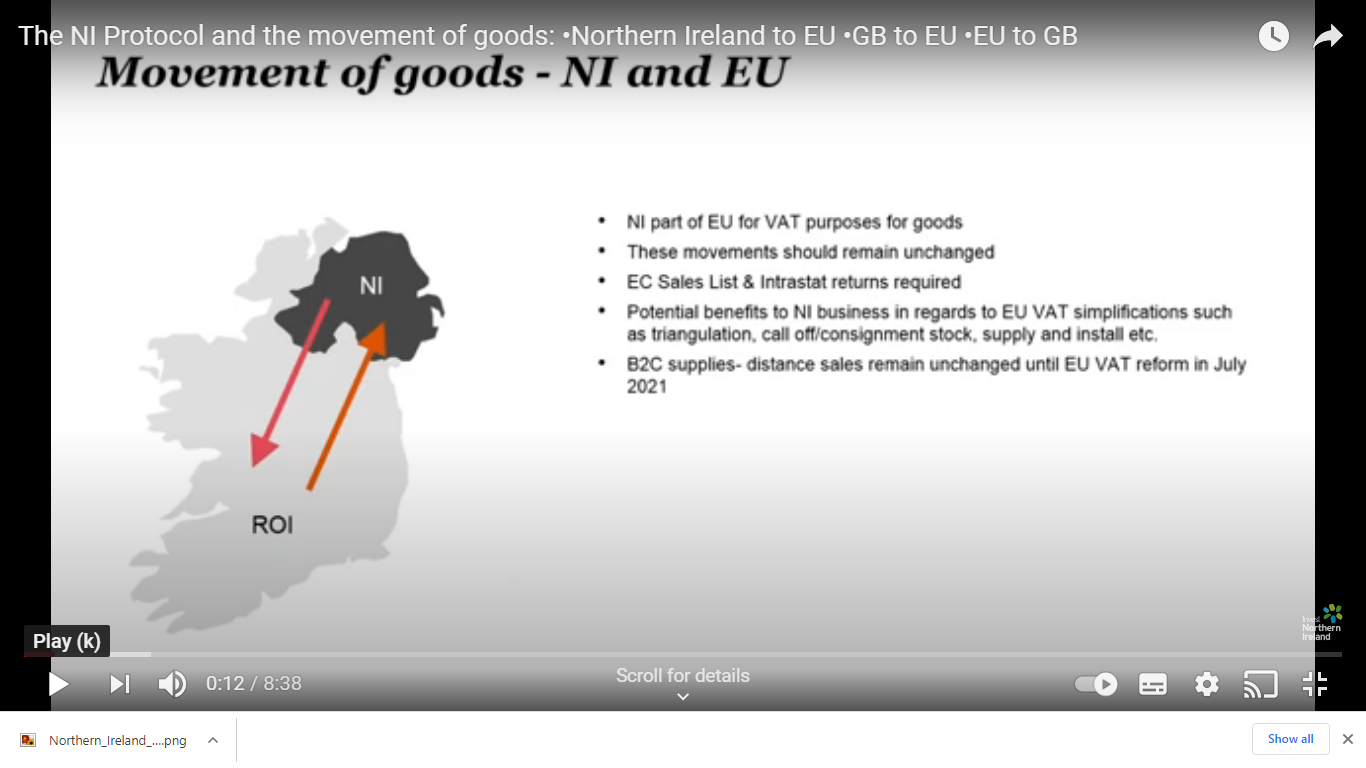 The NI Protocol and the movement of goods: •Northern Ireland to EU •GB to EU •EU to GB
Movement of goods - NI and EU
• NI part of EU for VAT purposes for goods
• These movements should remain unchanged
• EC Sales List & Intrastat returns required
• Potential benefits to NI business in regards to EU VAT simplifications such
as triangulation, call off/consignment stock, supply and install etc.
• B2C supplies- distance sales remain unchanged until EU VAT reform in July
2021
NI
ROI
Invest
Northern
Ireland
Play (k)
0:12 / 8:38
Scroll for details
Northern_Ireland_....png
Show all